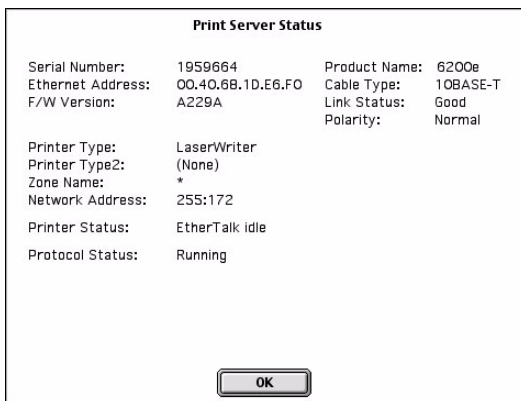 Print Server Status
Serial Number: 1959664 Product Name: 6200e
Ethernet Address: 00.40.68.1D.E6.F0 Cable Type: 10BASE-T
F/W Version: A229A Link Status: Good
Polarity: Normal
Printer Type: LaserWriter
Printer Type2: (None)
Zone Name: *
Network Address: 255:172
Printer Status: EtherTalk idle
Protocol Status: Running
OK